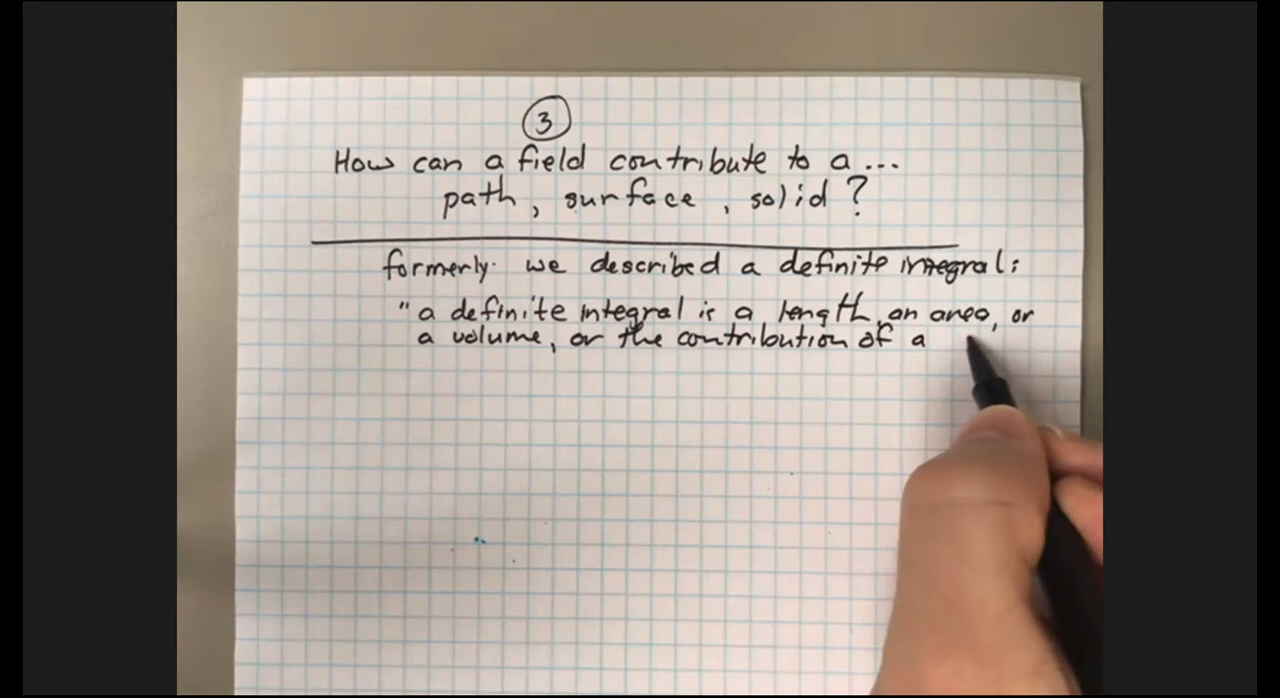 3
How can a field contribute to a...
path, surface, solid?
formerly. we described a definite integral:
"a definite integral is a length, an area, or
a volume, or the contribution of a